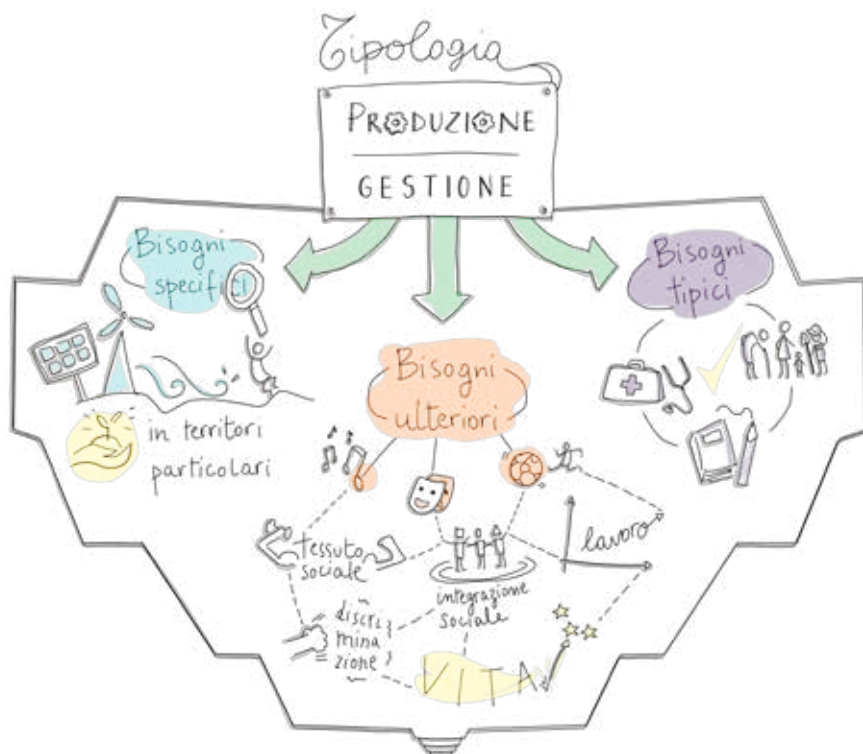 Tipologia
PRODUZIONE
GESTIONE
Bisogni
specifici
Bisogni
tipici
Bisogni
ulteriori
in territori
particolari
tessuto
sociale
lavoro
integrazione
sociale
discri
mina
zione
VITA